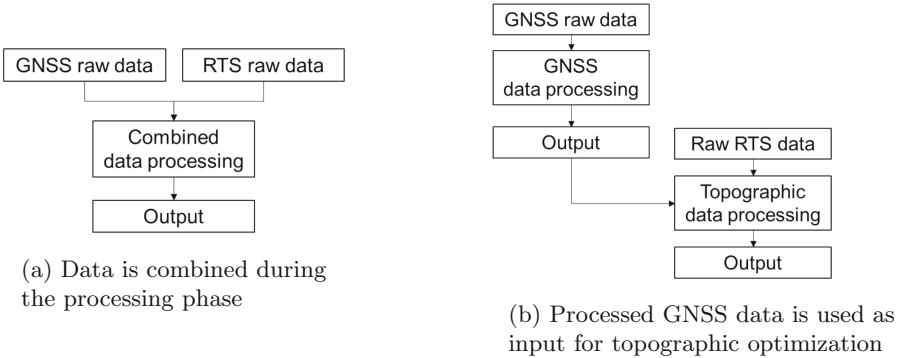 GNSS raw data
RTS raw data
Combined
data processing
Output
(a) Data is combined during
the processing phase
GNSS raw data
GNSS
data processing
Output
Raw RTS data
Topographic
data processing
Output
(b) Processed GNSS data is used as
input for topographic optimization